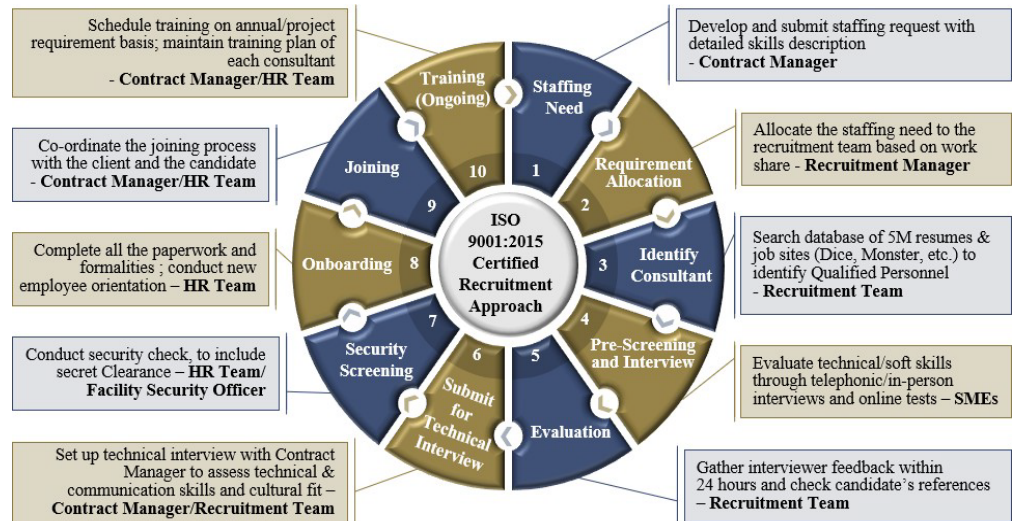 Schedule training on annual/project
requirement basis; maintain training plan of
each consultant
- Contract Manager/HR Team
Develop and submit staffing request with
detailed skills description
- Contract Manager
Allocate the staffing need to the
recruitment team based on work
share - Recruitment Manager
Search database of 5M resumes &
job sites (Dice, Monster, etc.) to
identify Qualified Personnel
- Recruitment Team
Evaluate technical/soft skills
through telephonic/in-person
interviews and online tests – SMEs
Gather interviewer feedback within
24 hours and check candidate's references
– Recruitment Team
Set up technical interview with Contract
Manager to assess technical &
communication skills and cultural fit –
Contract Manager/Recruitment Team
Conduct security check, to include
secret Clearance – HR Team/
Facility Security Officer
Complete all the paperwork and
formalities ; conduct new
employee orientation – HR Team
Co-ordinate the joining process
with the client and the candidate
- Contract Manager/HR Team
Staffing
Need
1
Requirement
Allocation
2
Identify
Consultant
3
Pre-Screening
and Interview
4
Evaluation
5
Submit
for
Technical
Interview
6
Security
Screening
7
Onboarding
8
Joining
9
Training
(Ongoing)
10
ISO
9001:2015
Certified
Recruitment
Approach